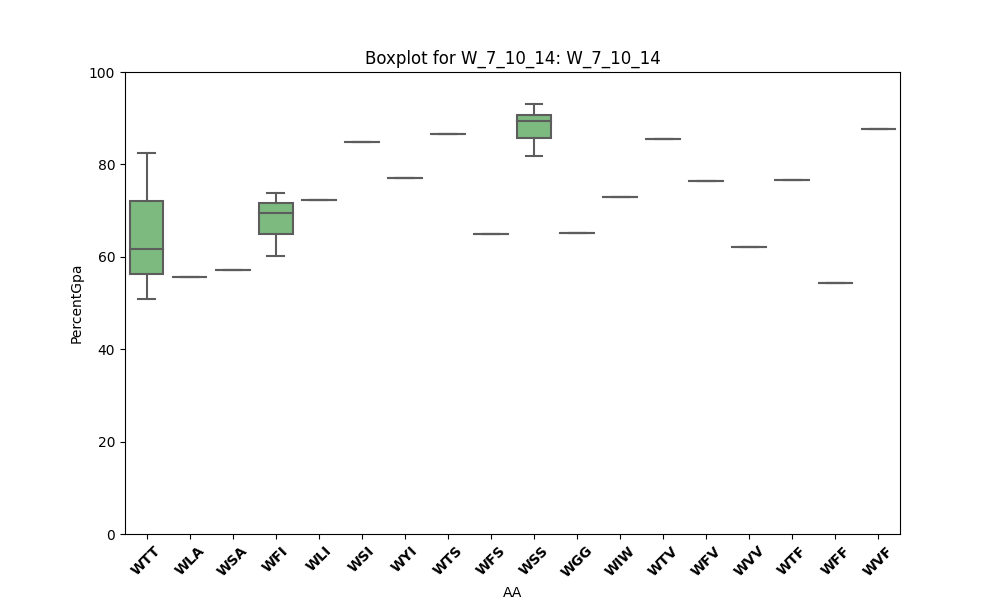 Boxplot for W_7_10_14: W_7_10_14
100
80
60
40
20
0
PercentGpa
WTT WLA WSA WFI WLI WSI WYI WTS WFS WSS WGG WIW WTV WFV WVV WTF WFF WVF
AA